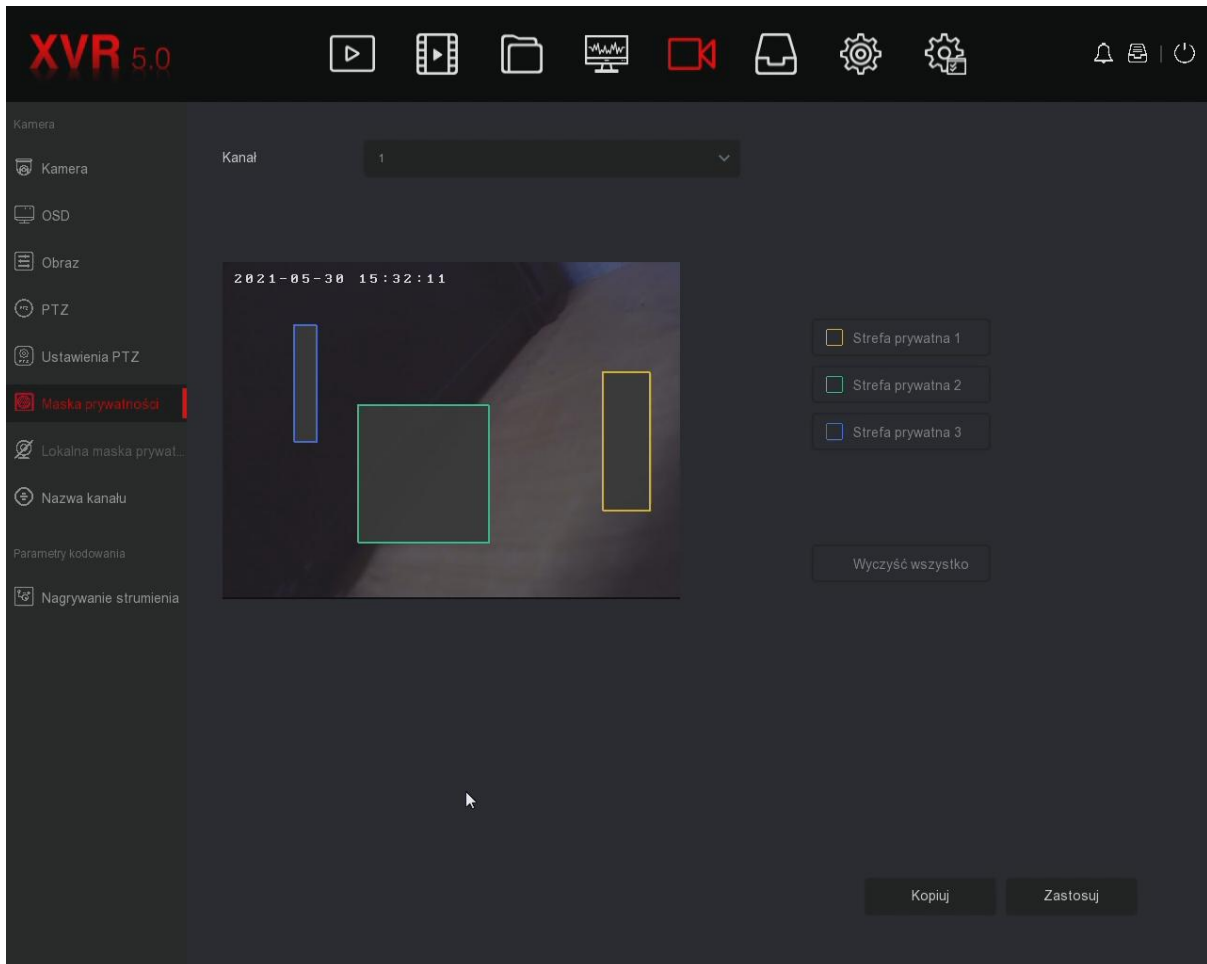 XVR 5.0
Kamera
Kamera
OSD
Obraz
PTZ
Ustawienia PTZ
Maska prywatności
Lokalna maska prywat...
Nazwa kanału
Parametry kodowania
Nagrywanie strumienia
Kanał 1
2021-05-30 15:32:11
Strefa prywatna 1
Strefa prywatna 2
Strefa prywatna 3
Wyczyść wszystko
Kopiuj Zastosuj